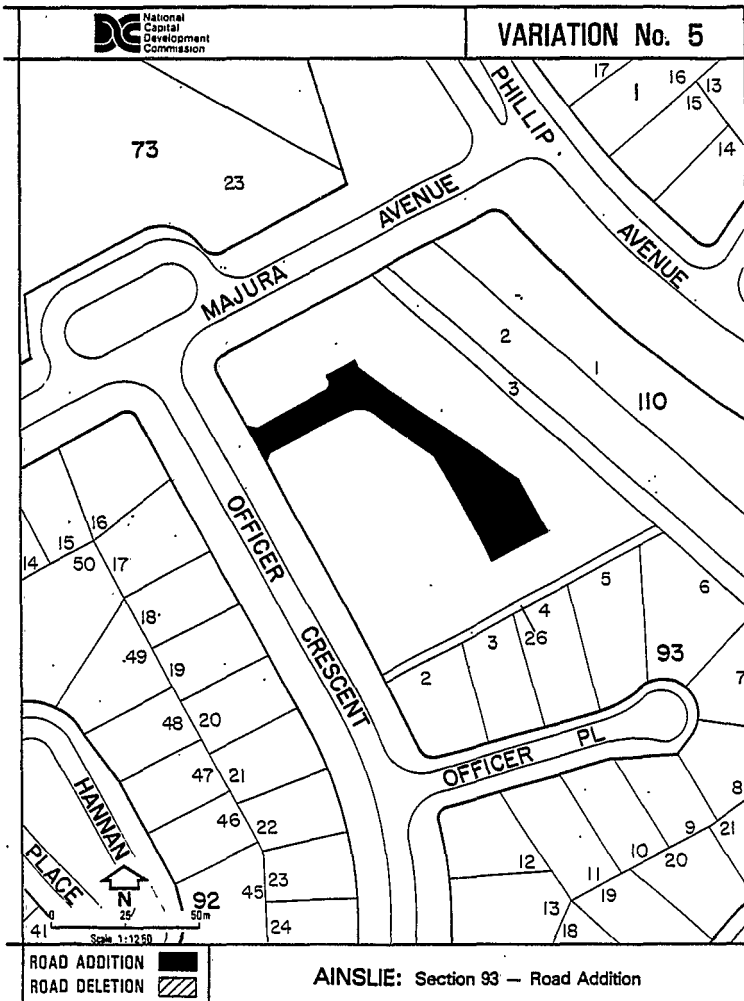 National
Capital
Development
Commission
VARIATION No. 5
PHILLIP
AVENUE
MAJURA
AVENUE
OFFICER
CRESCENT
OFFICER PL
HANNAN
PLACE
73
23
17
1
16
13
15
14
2
1
3
110
16
15
14
50
17
18
49
19
48
20
47
21
46
22
45
23
24
92
41
5
4
26
3
2
6
93
7
8
9
21
10
20
11
19
12
13
18
N
0 25 50m
Scale 1:1250
ROAD ADDITION
ROAD DELETION
AINSLIE: Section 93 — Road Addition